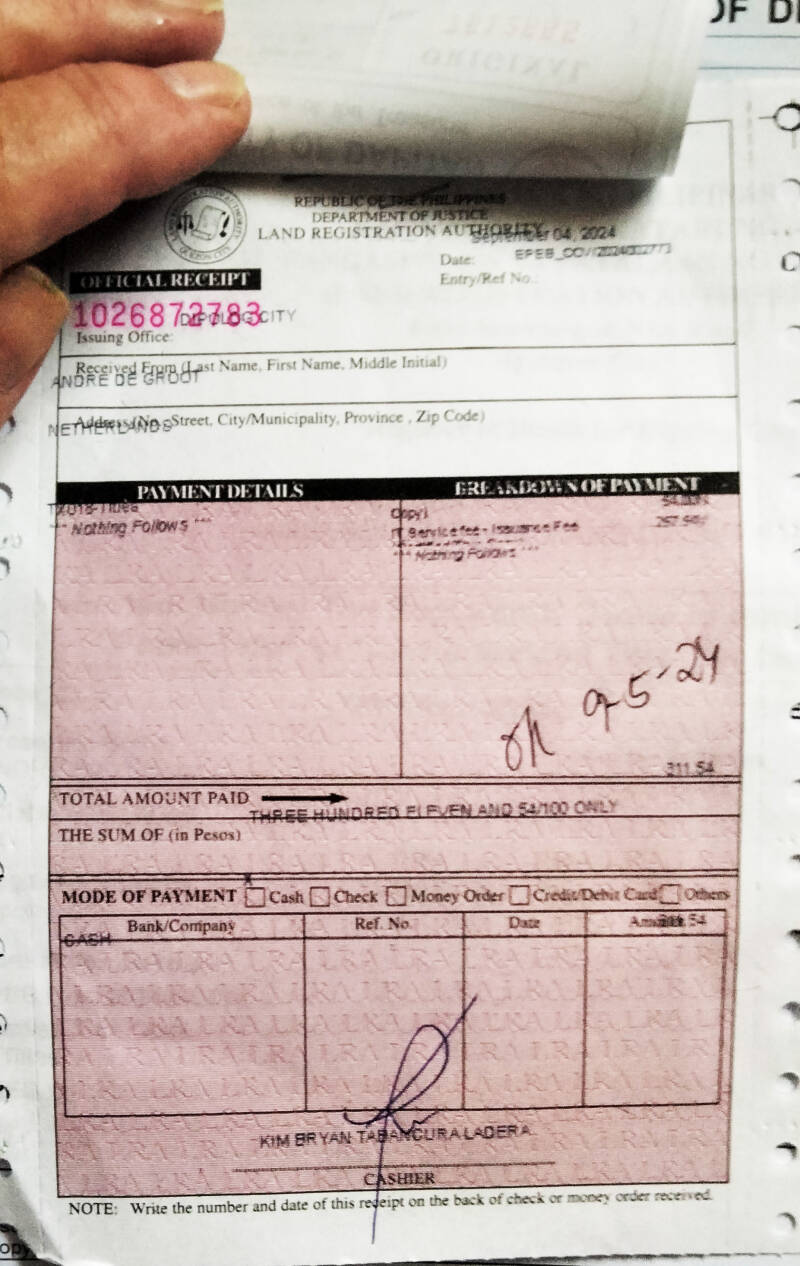 OF
REPUBLIC OF THE PHILIPPINES
DEPARTMENT OF JUSTICE
LAND REGISTRATION AUTHORITY
September 04, 2024
Date:
Entry/Ref No.:
OFFICIAL RECEIPT
1026872783
DIPOLOG CITY
Issuing Office:
Received From (Last Name, First Name, Middle Initial)
ANDRE DE GROOT
Address (No., Street, City/Municipality, Province , Zip Code)
NETHERLANDS
PAYMENT DETAILS BREAKDOWN OF PAYMENT
*** Nothing Follows ***
IT Service fee - Issuance Fee 257.54
*** Nothing Follows ***
9-5-24
311.54
TOTAL AMOUNT PAID
THREE HUNDRED ELEVEN AND 54/100 ONLY
THE SUM OF (in Pesos)
X
MODE OF PAYMENT Cash Check Money Order Credit/Debit Card Others
Bank/Company Ref. No. Date Amount
CASH 311.54
KIM BRYAN TABANCURA LADERA
CASHIER
NOTE: Write the number and date of this receipt on the back of check or money order received.